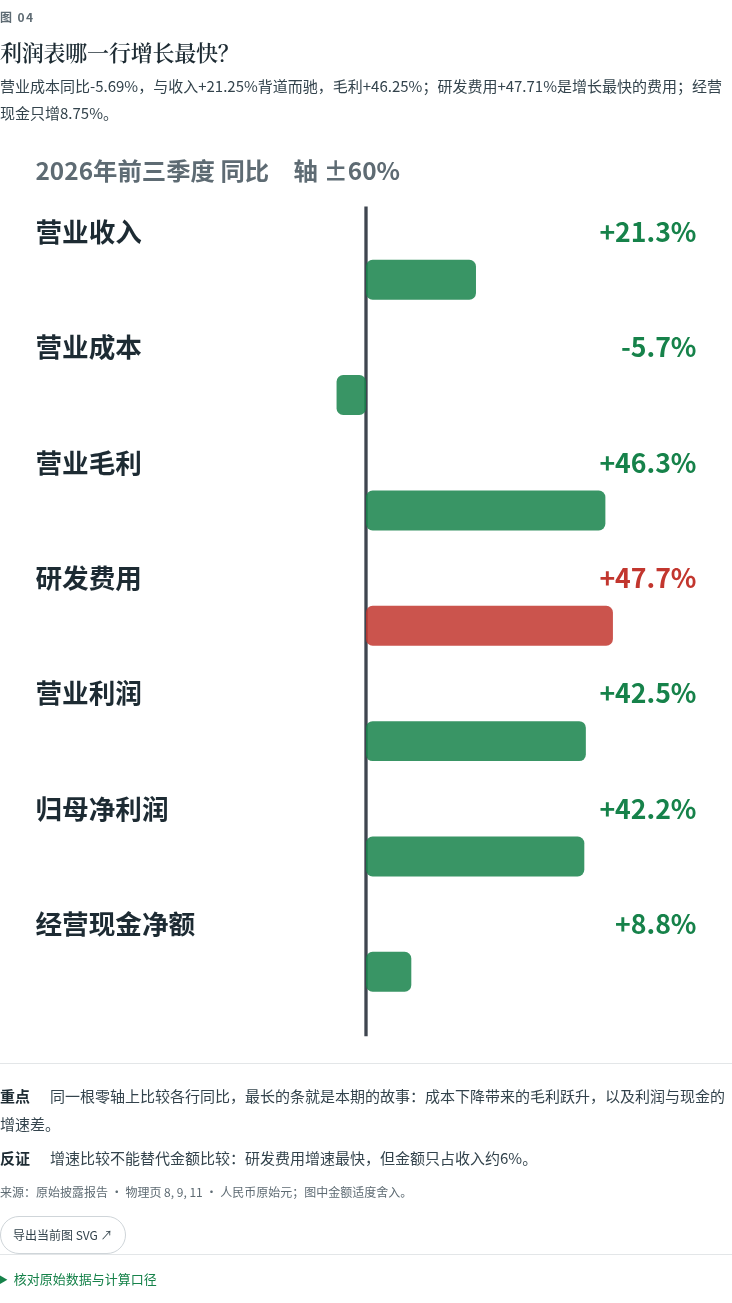 图 04
利润表哪一行增长最快？
营业成本同比-5.69%，与收入+21.25%背道而驰，毛利+46.25%；研发费用+47.71%是增长最快的费用；经营
现金只增8.75%。
2026年前三季度 同比 轴 ±60%
营业收入 +21.3%
营业成本 -5.7%
营业毛利 +46.3%
研发费用 +47.7%
营业利润 +42.5%
归母净利润 +42.2%
经营现金净额 +8.8%
重点 同一根零轴上比较各行同比，最长的条就是本期的故事：成本下降带来的毛利跃升，以及利润与现金的
增速差。
反证 增速比较不能替代金额比较：研发费用增速最快，但金额只占收入约6%。
来源：原始披露报告 · 物理页 8, 9, 11 · 人民币原始元；图中金额适度舍入。
导出当前图 SVG ↗
▶ 核对原始数据与计算口径